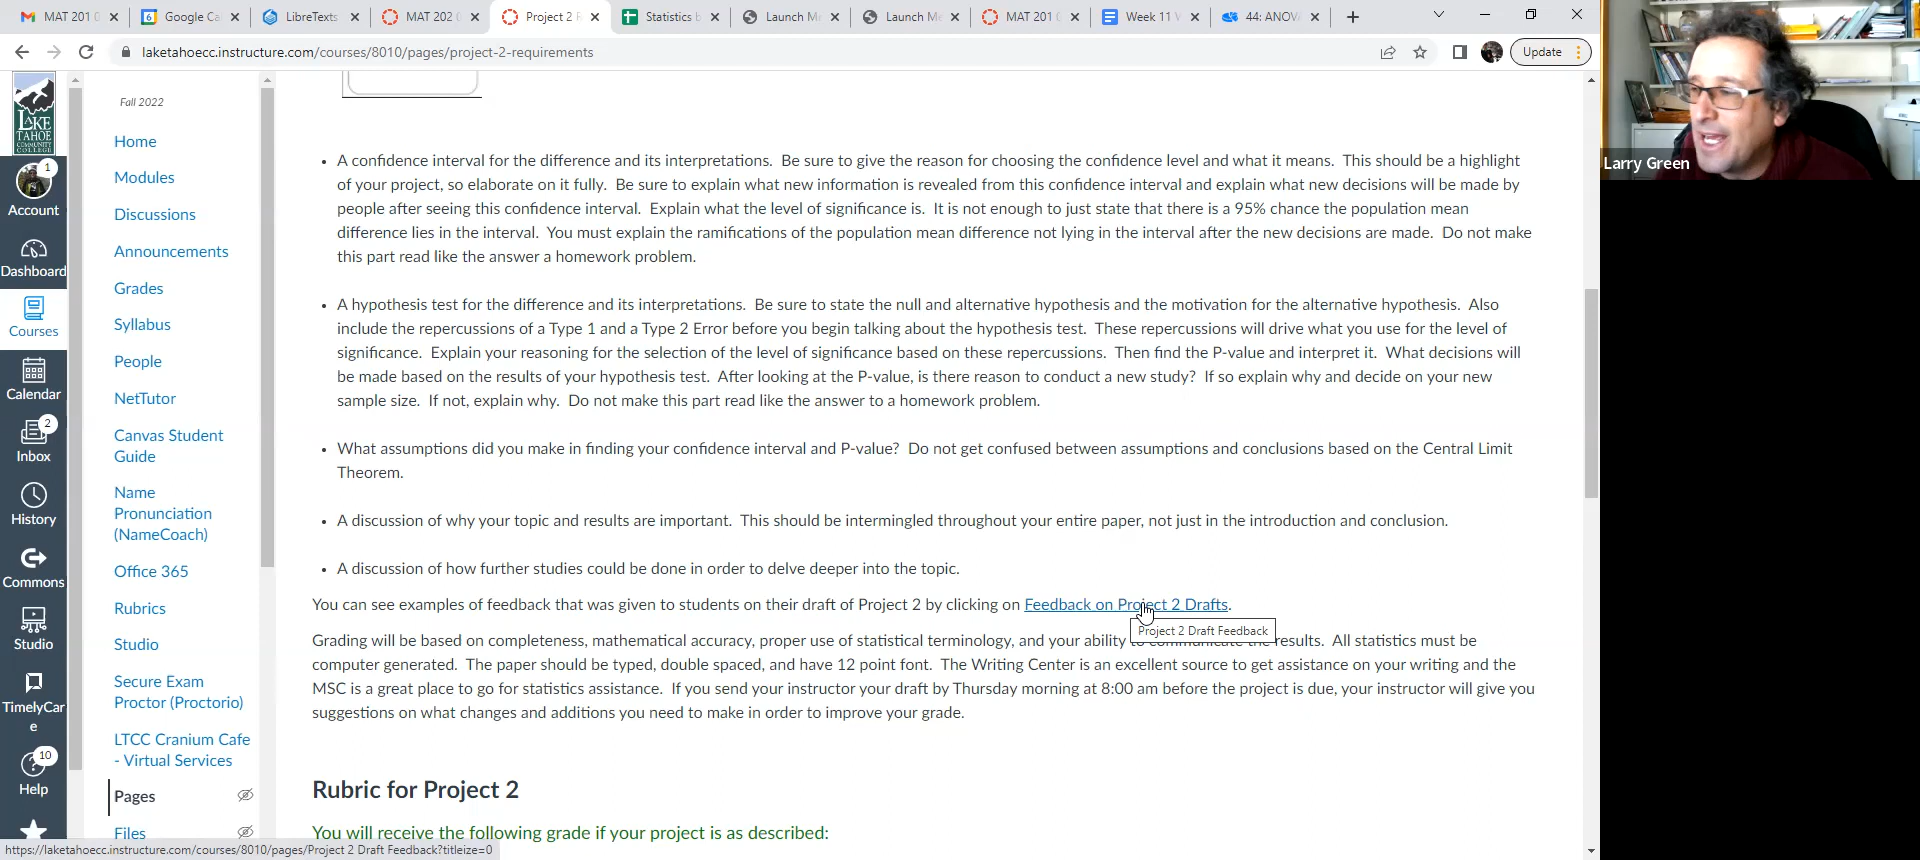 MAT 201
Google Ca
LibreTexts
MAT 202
Project 2
Statistics
Launch M
Launch Me
MAT 201
Week 11
44: ANOV
laketahoecc.instructure.com/courses/8010/pages/project-2-requirements
Update
LAKE
TAHOE
COMMUNITY
COLLEGE
1
Account
Dashboard
Courses
Calendar
2
Inbox
History
Commons
Studio
TimelyCar
e
10
Help
Fall 2022
Home
Modules
Discussions
Announcements
Grades
Syllabus
People
NetTutor
Canvas Student
Guide
Name
Pronunciation
(NameCoach)
Office 365
Rubrics
Studio
Secure Exam
Proctor (Proctorio)
LTCC Cranium Cafe
- Virtual Services
Pages
Files
• A confidence interval for the difference and its interpretations. Be sure to give the reason for choosing the confidence level and what it means. This should be a highlight
of your project, so elaborate on it fully. Be sure to explain what new information is revealed from this confidence interval and explain what new decisions will be made by
people after seeing this confidence interval. Explain what the level of significance is. It is not enough to just state that there is a 95% chance the population mean
difference lies in the interval. You must explain the ramifications of the population mean difference not lying in the interval after the new decisions are made. Do not make
this part read like the answer a homework problem.
• A hypothesis test for the difference and its interpretations. Be sure to state the null and alternative hypothesis and the motivation for the alternative hypothesis. Also
include the repercussions of a Type 1 and a Type 2 Error before you begin talking about the hypothesis test. These repercussions will drive what you use for the level of
significance. Explain your reasoning for the selection of the level of significance based on these repercussions. Then find the P-value and interpret it. What decisions will
be made based on the results of your hypothesis test. After looking at the P-value, is there reason to conduct a new study? If so explain why and decide on your new
sample size. If not, explain why. Do not make this part read like the answer to a homework problem.
• What assumptions did you make in finding your confidence interval and P-value? Do not get confused between assumptions and conclusions based on the Central Limit
Theorem.
• A discussion of why your topic and results are important. This should be intermingled throughout your entire paper, not just in the introduction and conclusion.
• A discussion of how further studies could be done in order to delve deeper into the topic.
You can see examples of feedback that was given to students on their draft of Project 2 by clicking on Feedback on Project 2 Drafts.
Project 2 Draft Feedback
Grading will be based on completeness, mathematical accuracy, proper use of statistical terminology, and your ability to communicate the results. All statistics must be
computer generated. The paper should be typed, double spaced, and have 12 point font. The Writing Center is an excellent source to get assistance on your writing and the
MSC is a great place to go for statistics assistance. If you send your instructor your draft by Thursday morning at 8:00 am before the project is due, your instructor will give you
suggestions on what changes and additions you need to make in order to improve your grade.
Rubric for Project 2
You will receive the following grade if your project is as described:
https://laketahoecc.instructure.com/courses/8010/pages/Project 2 Draft Feedback?titleize=0
Larry Green